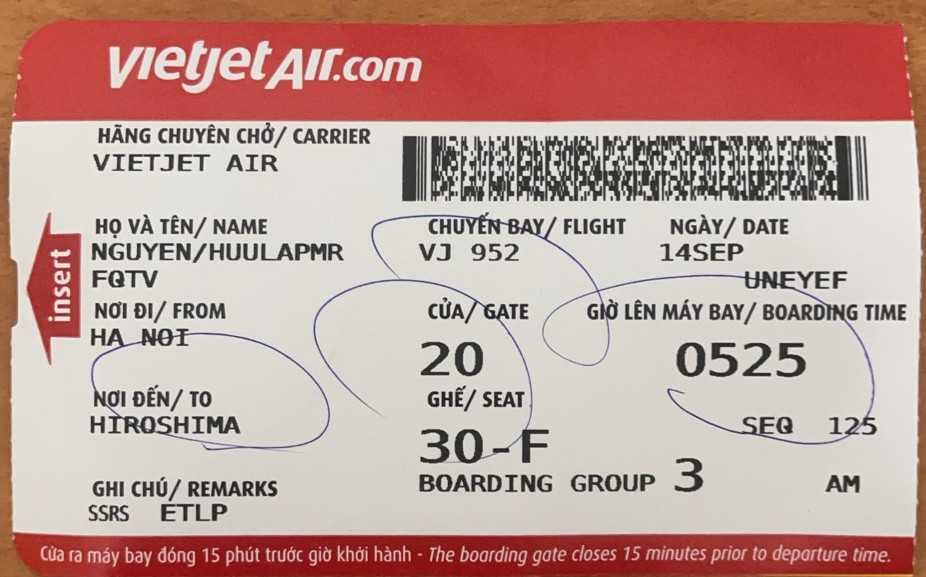 vietjetAir.com
HÃNG CHUYÊN CHỞ/ CARRIER
VIETJET AIR
HỌ VÀ TÊN/ NAME
NGUYEN/HUULAPMR
FQTV
CHUYẾN BAY/ FLIGHT
VJ 952
NGÀY/ DATE
14SEP
UNEYEF
insert
NƠI ĐI/ FROM
HA NOI
CỬA/ GATE
20
GIỜ LÊN MÁY BAY/ BOARDING TIME
0525
NƠI ĐẾN/ TO
HIROSHIMA
GHẾ/ SEAT
30-F
SEQ 125
BOARDING GROUP 3
AM
GHI CHÚ/ REMARKS
SSRS ETLP
Cửa ra máy bay đóng 15 phút trước giờ khởi hành - The boarding gate closes 15 minutes prior to departure time.